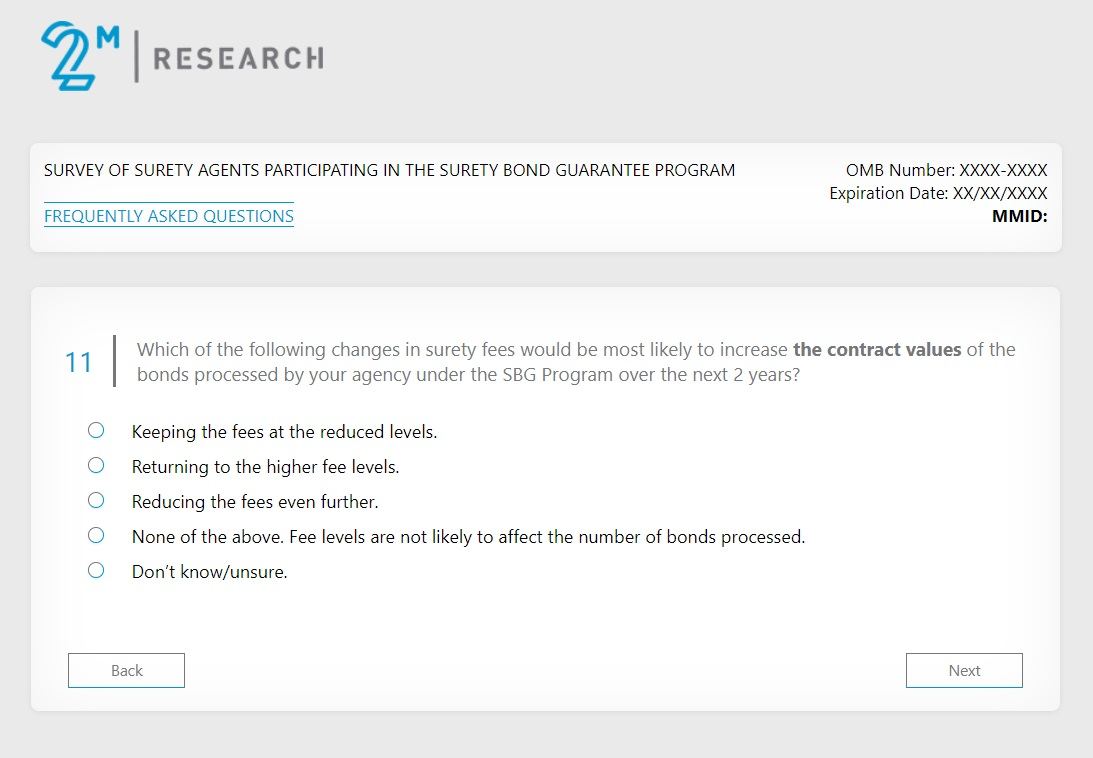 2M | RESEARCH
SURVEY OF SURETY AGENTS PARTICIPATING IN THE SURETY BOND GUARANTEE PROGRAM
FREQUENTLY ASKED QUESTIONS
OMB Number: XXXX-XXXX
Expiration Date: XX/XX/XXXX
MMID:
11
Which of the following changes in surety fees would be most likely to increase the contract values of the
bonds processed by your agency under the SBG Program over the next 2 years?
Keeping the fees at the reduced levels.
Returning to the higher fee levels.
Reducing the fees even further.
None of the above. Fee levels are not likely to affect the number of bonds processed.
Don’t know/unsure.
Back
Next